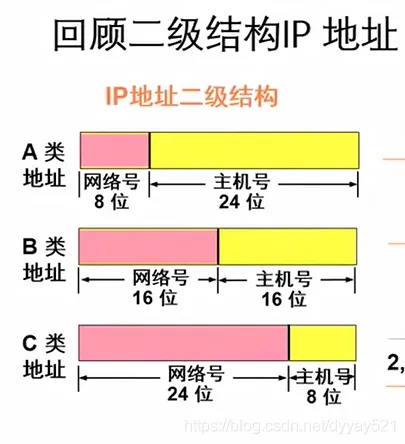 回顾二级结构IP 地址
IP地址二级结构
A 类
地址
网络号
8 位
主机号
24 位
B 类
地址
网络号
16 位
主机号
16 位
C 类
地址
网络号
24 位
主机号
8 位
2,
https://blog.csdn.net/dyyay521